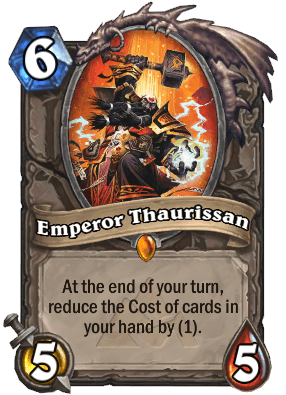 6
Emperor Thaurissan
At the end of your turn,
reduce the Cost of cards in
your hand by (1).
5 5